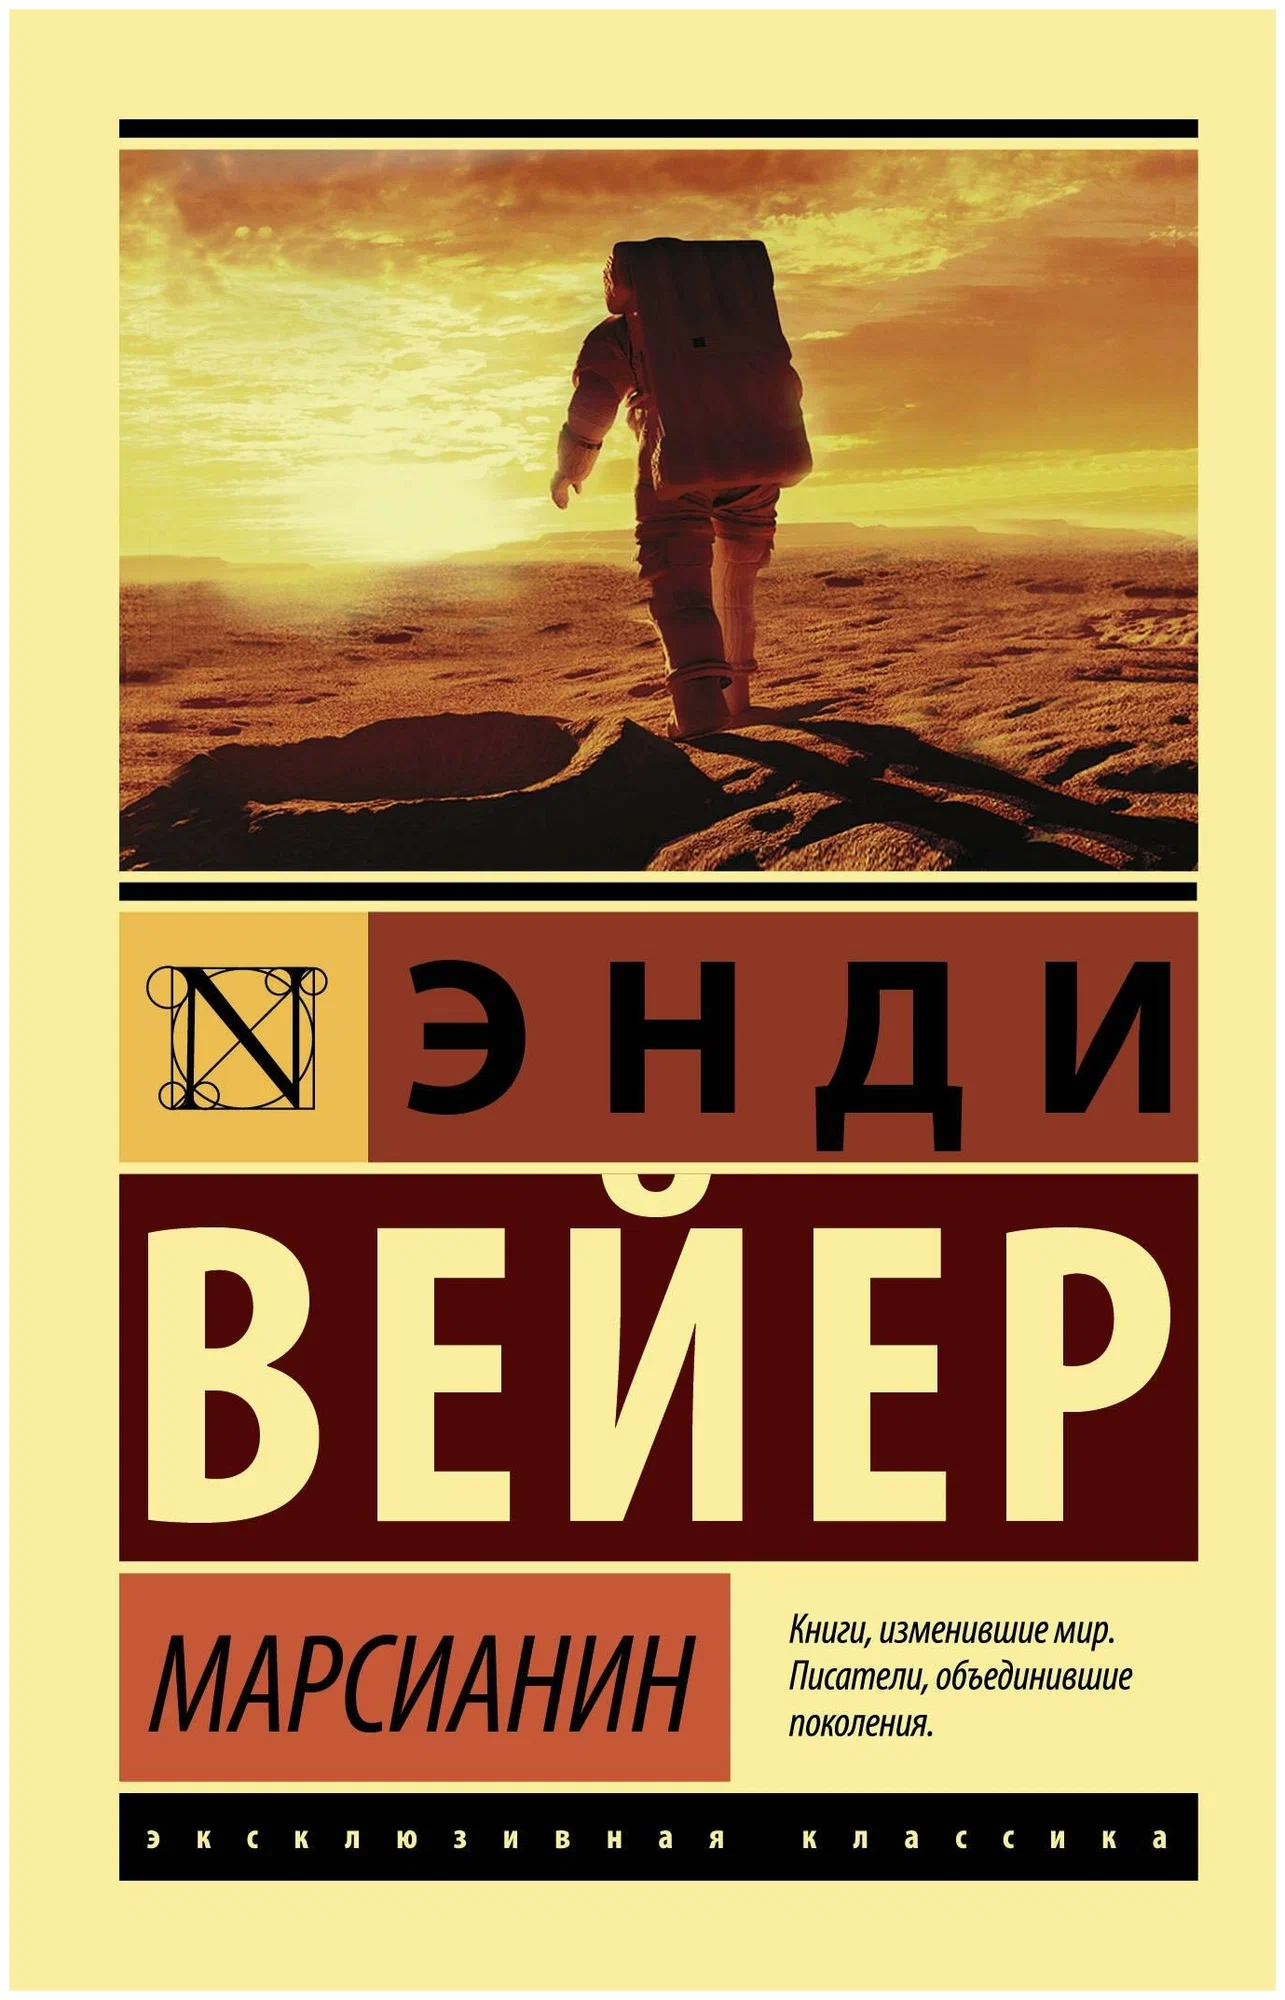 N ЭНДИ
ВЕЙЕР
МАРСИАНИН
Книги, изменившие мир.
Писатели, объединившие
поколения.
эксклюзивная классика